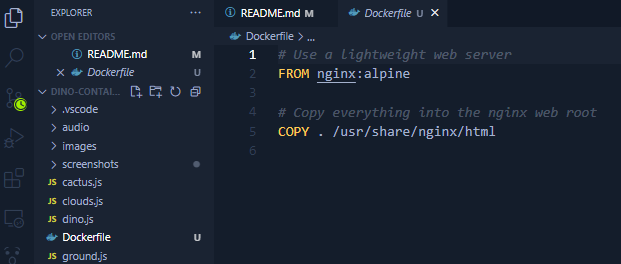 EXPLORER
OPEN EDITORS
README.md M
Dockerfile U
DINO-CONTAI...
.vscode
audio
images
screenshots
JS cactus.js
JS clouds.js
JS dino.js
Dockerfile U
JS ground.js
README.md M
Dockerfile U
Dockerfile > ...
1 # Use a lightweight web server
2 FROM nginx:alpine
3
4 # Copy everything into the nginx web root
5 COPY . /usr/share/nginx/html
6